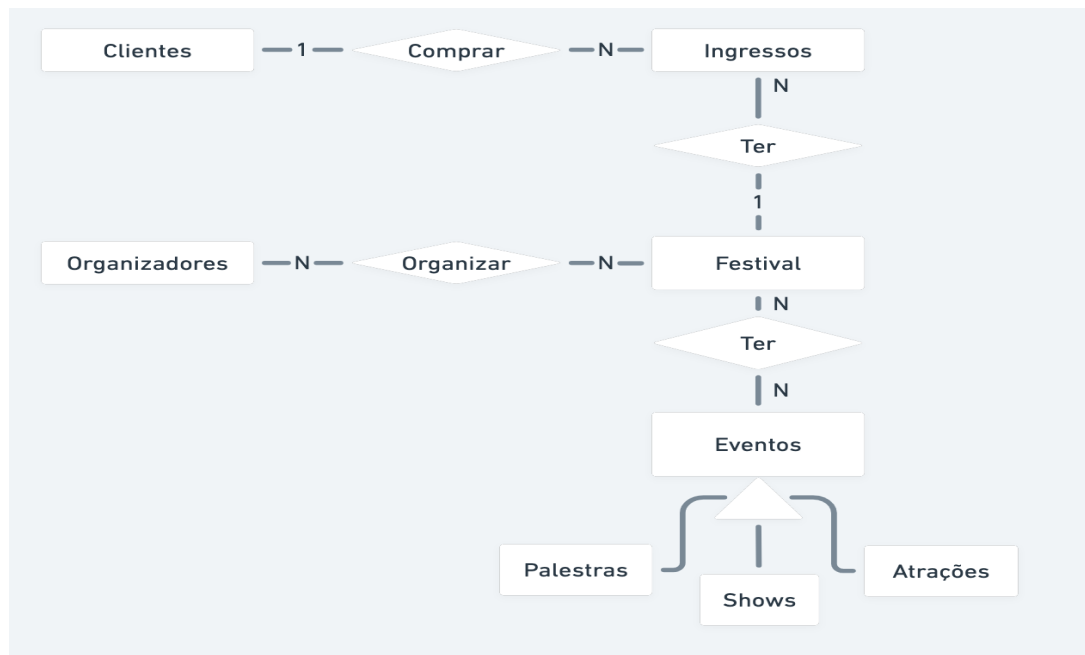 Clientes 1 Comprar N Ingressos
N
Ter
1
Organizadores N Organizar N Festival
N
Ter
N
Eventos
Palestras
Shows
Atrações